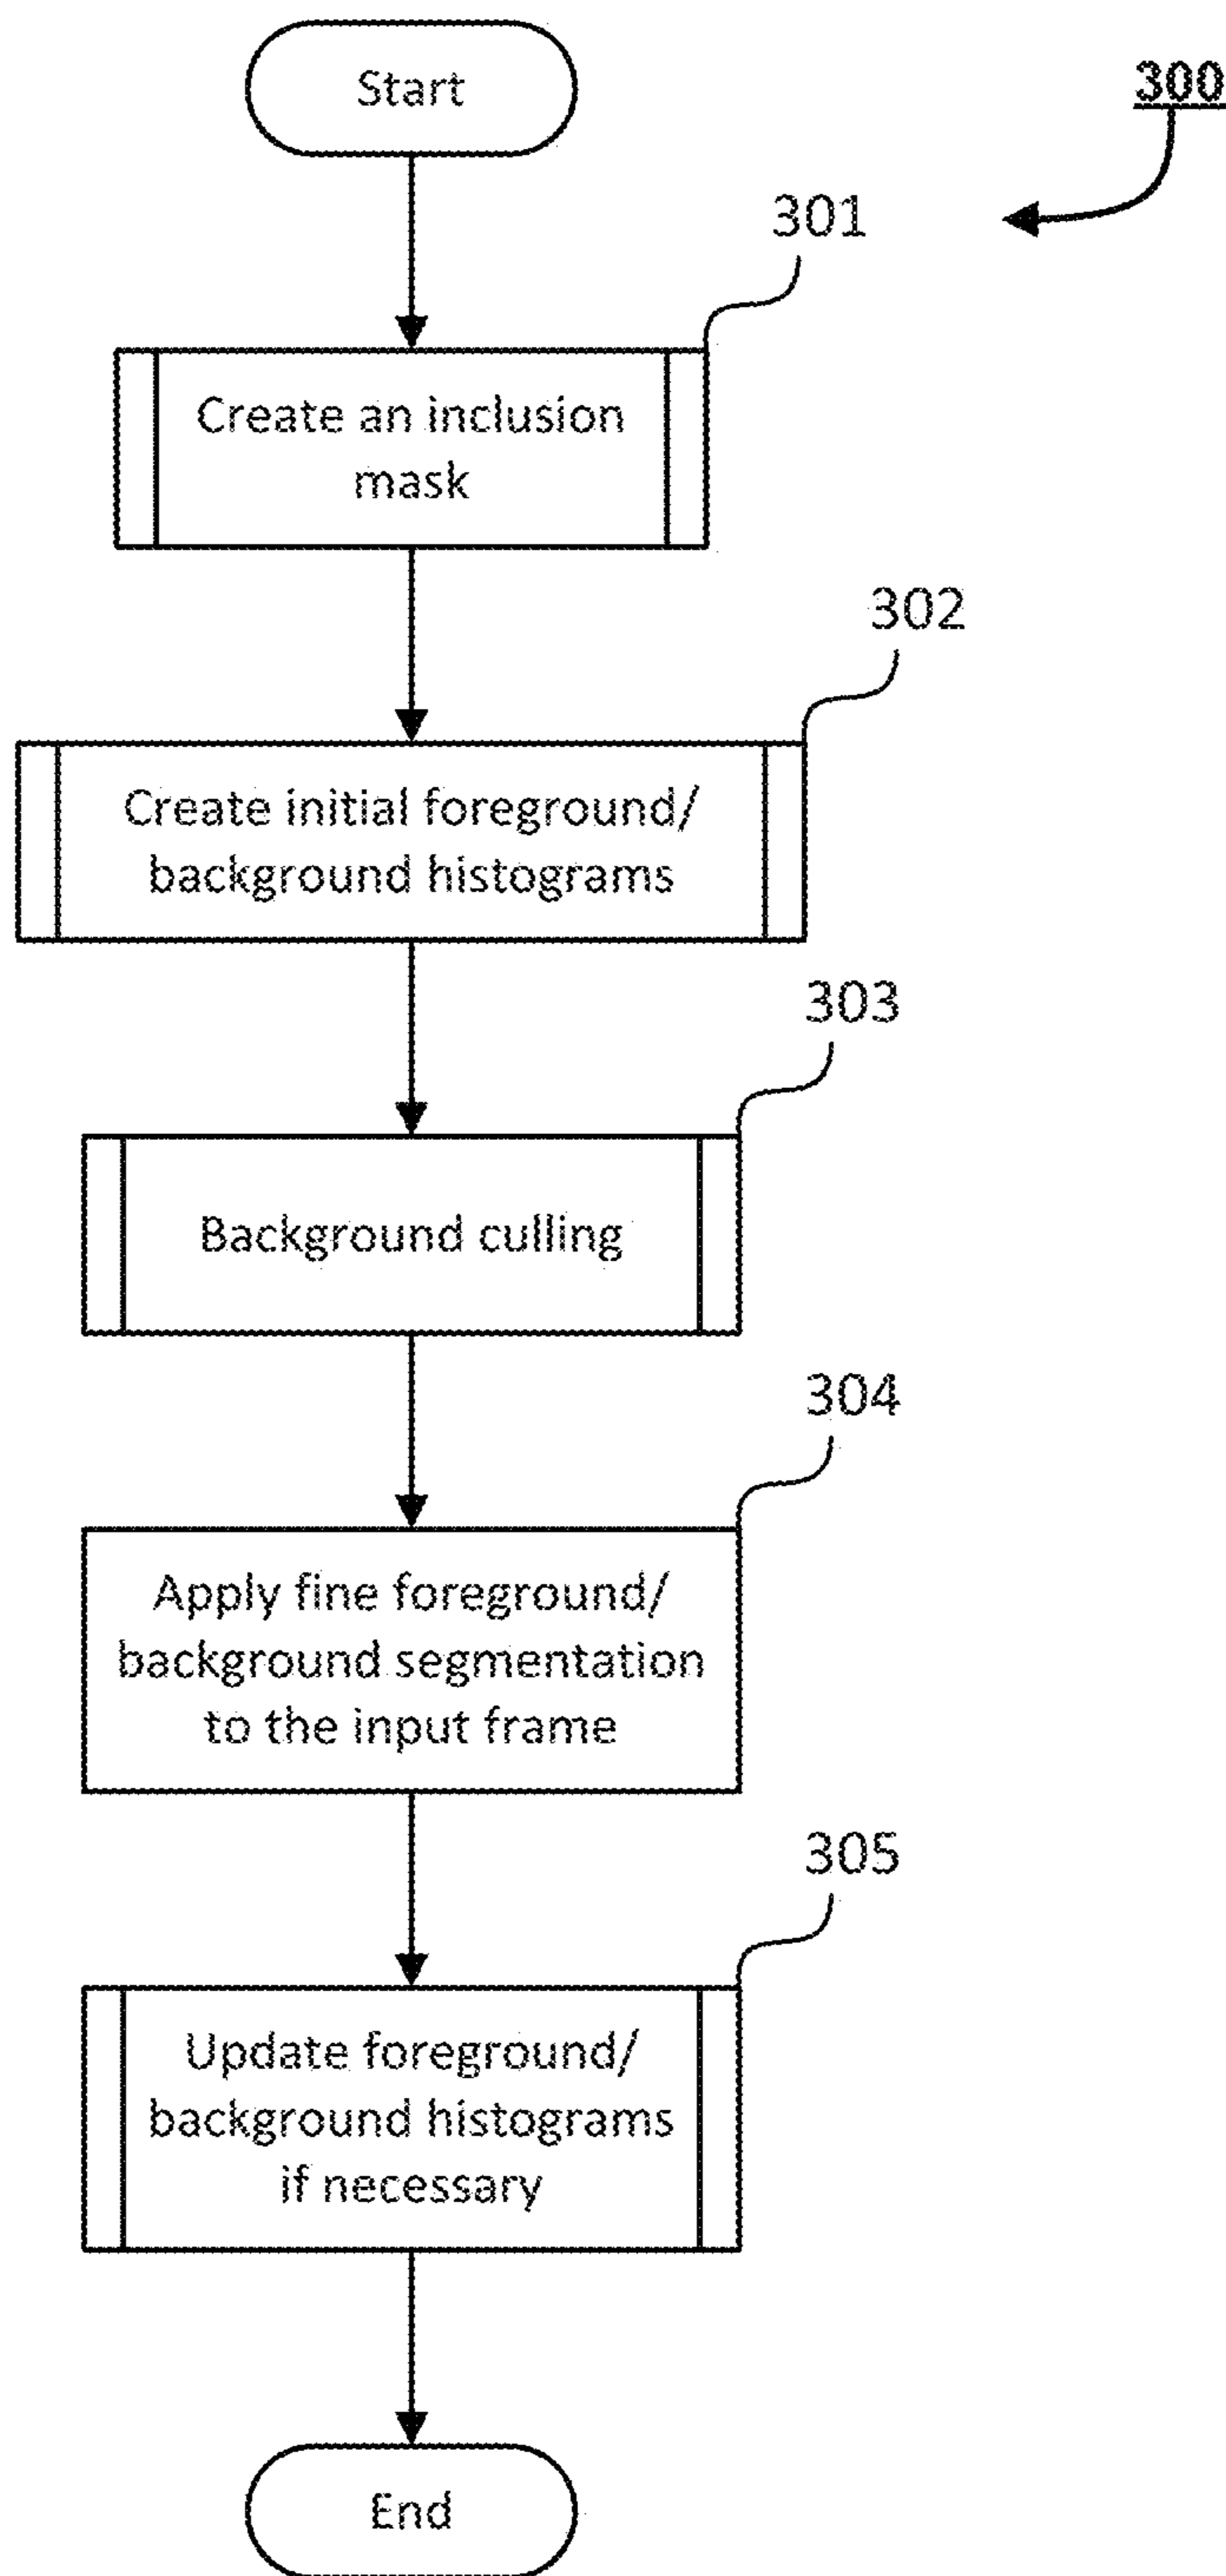 Start
300
301
Create an inclusion
mask
302
Create initial foreground/
background histograms
303
Background culling
304
Apply fine foreground/
background segmentation
to the input frame
305
Update foreground/
background histograms
if necessary
End